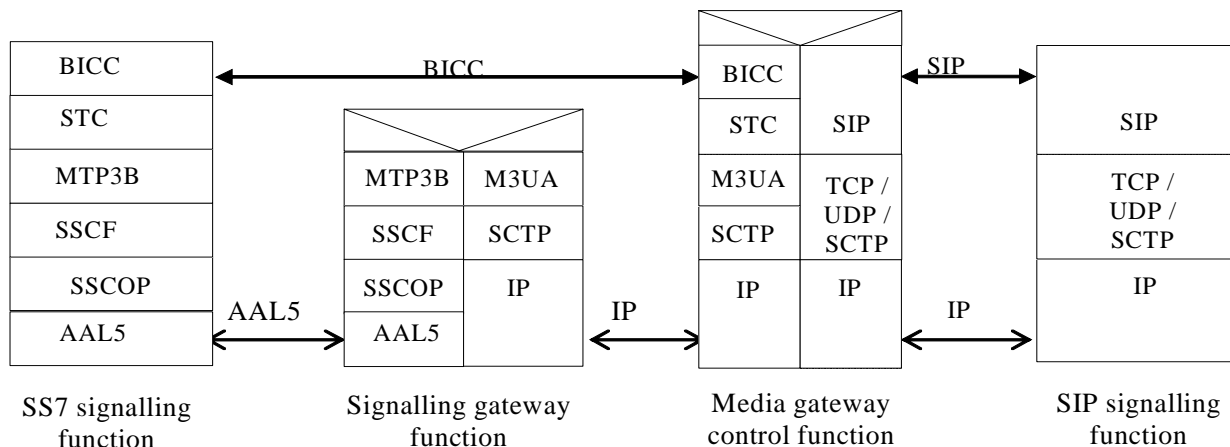 BICC
STC
MTP3B
SSCF
SSCOP
AAL5
SS7 signalling
function
BICC
AAL5
MTP3B
M3UA
SSCF
SCTP
SSCOP
IP
AAL5
Signalling gateway
function
IP
BICC
STC
SIP
M3UA
TCP /
UDP /
SCTP
SCTP
IP
IP
Media gateway
control function
SIP
IP
SIP
TCP /
UDP /
SCTP
IP
SIP signalling
function